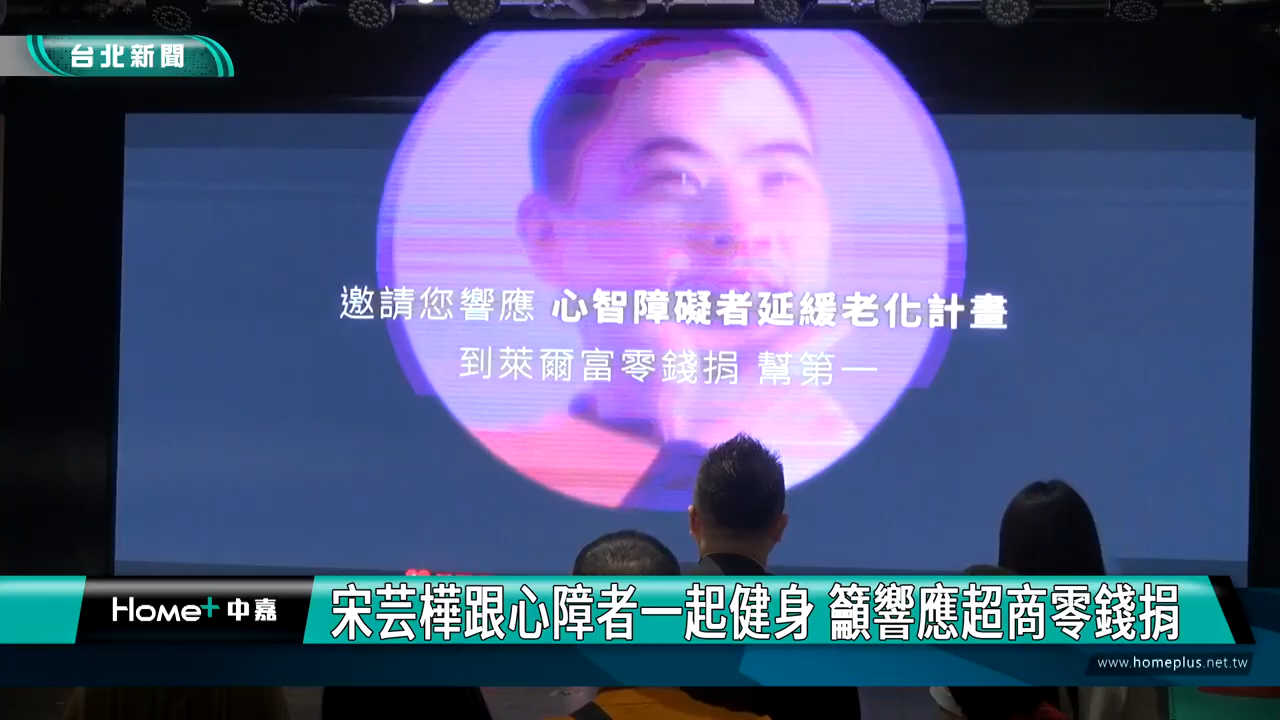 台北新聞
邀請您響應 心智障礙者延緩老化計畫
到萊爾富零錢捐 幫第一
Home+ 中嘉
宋芸樺跟心障者一起健身 籲響應超商零錢捐
www.homeplus.net.tw